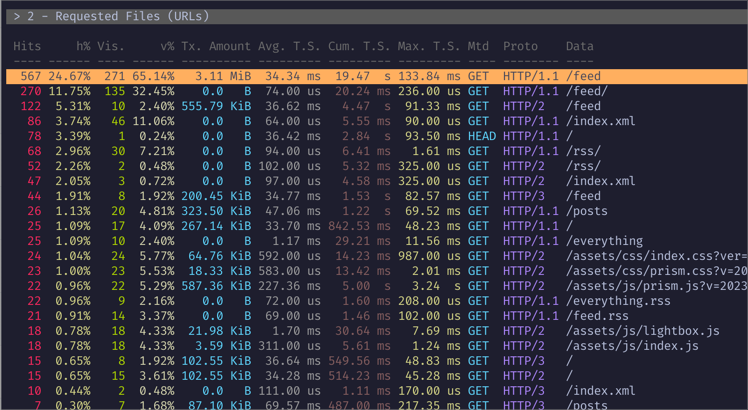 > 2 - Requested Files (URLs)
Hits h% Vis. v% Tx. Amount Avg. T.S. Cum. T.S. Max. T.S. Mtd Proto Data
---- ------ ---- ------ ---------- --------- --------- --------- --- -------- ----
567 24.67% 271 65.14% 3.11 MiB 34.34 ms 19.47 s 133.84 ms GET HTTP/1.1 /feed
270 11.75% 135 32.45% 0.0 B 74.00 us 20.24 ms 236.00 us GET HTTP/1.1 /feed/
122 5.31% 10 2.40% 555.79 KiB 36.62 ms 4.47 s 91.33 ms GET HTTP/2 /feed
86 3.74% 46 11.06% 0.0 B 64.00 us 5.55 ms 90.00 us GET HTTP/1.1 /index.xml
78 3.39% 1 0.24% 0.0 B 36.42 ms 2.84 s 93.50 ms HEAD HTTP/1.1 /
68 2.96% 30 7.21% 0.0 B 94.00 us 6.41 ms 1.61 ms GET HTTP/1.1 /rss/
52 2.26% 2 0.48% 0.0 B 102.00 us 5.32 ms 325.00 us GET HTTP/2 /rss/
47 2.05% 3 0.72% 0.0 B 97.00 us 4.58 ms 325.00 us GET HTTP/2 /index.xml
44 1.91% 8 1.92% 200.45 KiB 34.77 ms 1.53 s 82.57 ms GET HTTP/3 /feed
26 1.13% 20 4.81% 323.50 KiB 47.06 ms 1.22 s 69.52 ms GET HTTP/1.1 /posts
25 1.09% 17 4.09% 267.14 KiB 33.70 ms 842.53 ms 48.23 ms GET HTTP/1.1 /
25 1.09% 10 2.40% 0.0 B 1.17 ms 29.21 ms 11.56 ms GET HTTP/1.1 /everything
24 1.04% 24 5.77% 64.76 KiB 592.00 us 14.23 ms 987.00 us GET HTTP/2 /assets/css/index.css?ver=
23 1.00% 23 5.53% 18.33 KiB 583.00 us 13.42 ms 2.01 ms GET HTTP/2 /assets/css/prism.css?v=20
22 0.96% 22 5.29% 587.36 KiB 227.36 ms 5.00 s 3.24 s GET HTTP/2 /assets/js/prism.js?v=2023
22 0.96% 9 2.16% 0.0 B 72.00 us 1.60 ms 208.00 us GET HTTP/1.1 /everything.rss
21 0.91% 14 3.37% 0.0 B 69.00 us 1.46 ms 102.00 us GET HTTP/1.1 /feed.rss
18 0.78% 18 4.33% 21.98 KiB 1.70 ms 30.64 ms 7.69 ms GET HTTP/2 /assets/js/lightbox.js
18 0.78% 18 4.33% 3.59 KiB 311.00 us 5.61 ms 1.24 ms GET HTTP/2 /assets/js/index.js
15 0.65% 8 1.92% 102.55 KiB 36.64 ms 549.56 ms 48.83 ms GET HTTP/3 /
15 0.65% 15 3.61% 102.55 KiB 34.28 ms 514.23 ms 45.28 ms GET HTTP/2 /
10 0.44% 2 0.48% 0.0 B 111.00 us 1.11 ms 170.00 us GET HTTP/3 /index.xml
7 0.30% 7 1.68% 87.10 KiB 69.57 ms 487.00 ms 217.35 ms GET HTTP/3 /posts